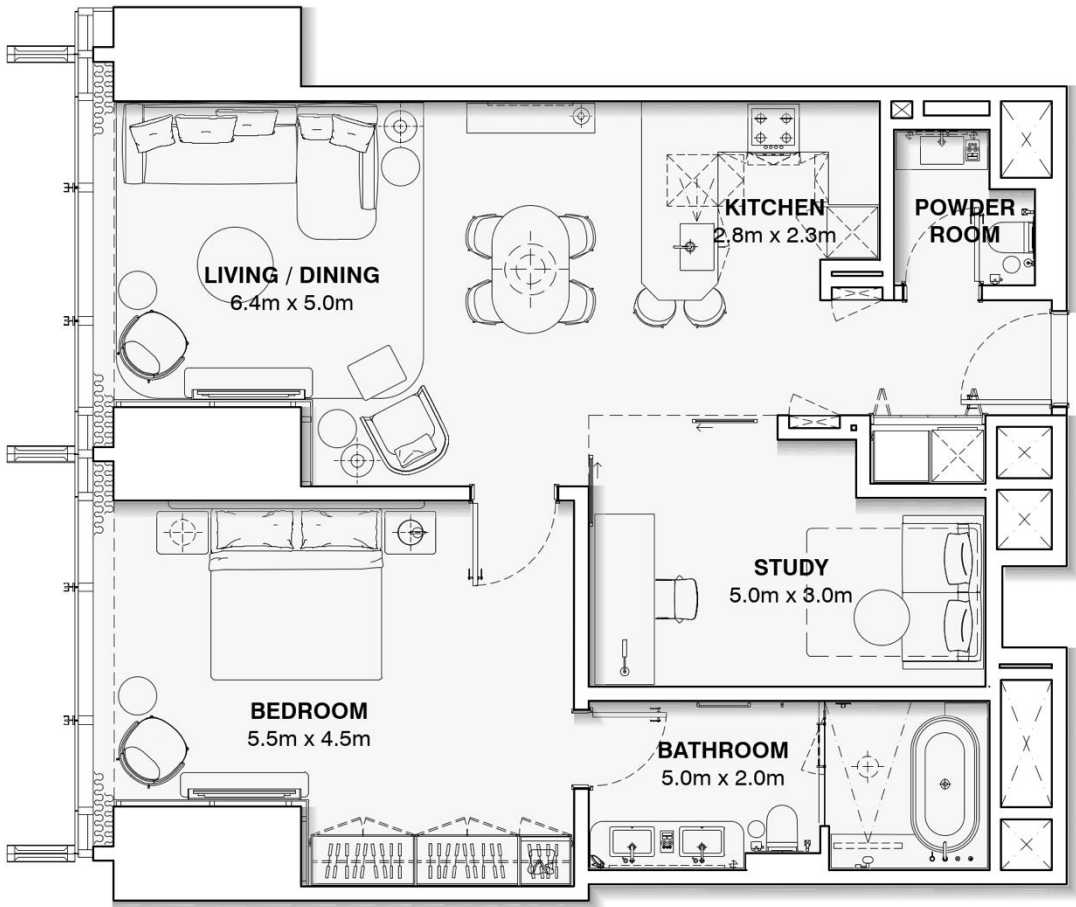 KITCHEN
2.8m x 2.3m
POWDER
ROOM
LIVING / DINING
6.4m x 5.0m
STUDY
5.0m x 3.0m
BEDROOM
5.5m x 4.5m
BATHROOM
5.0m x 2.0m